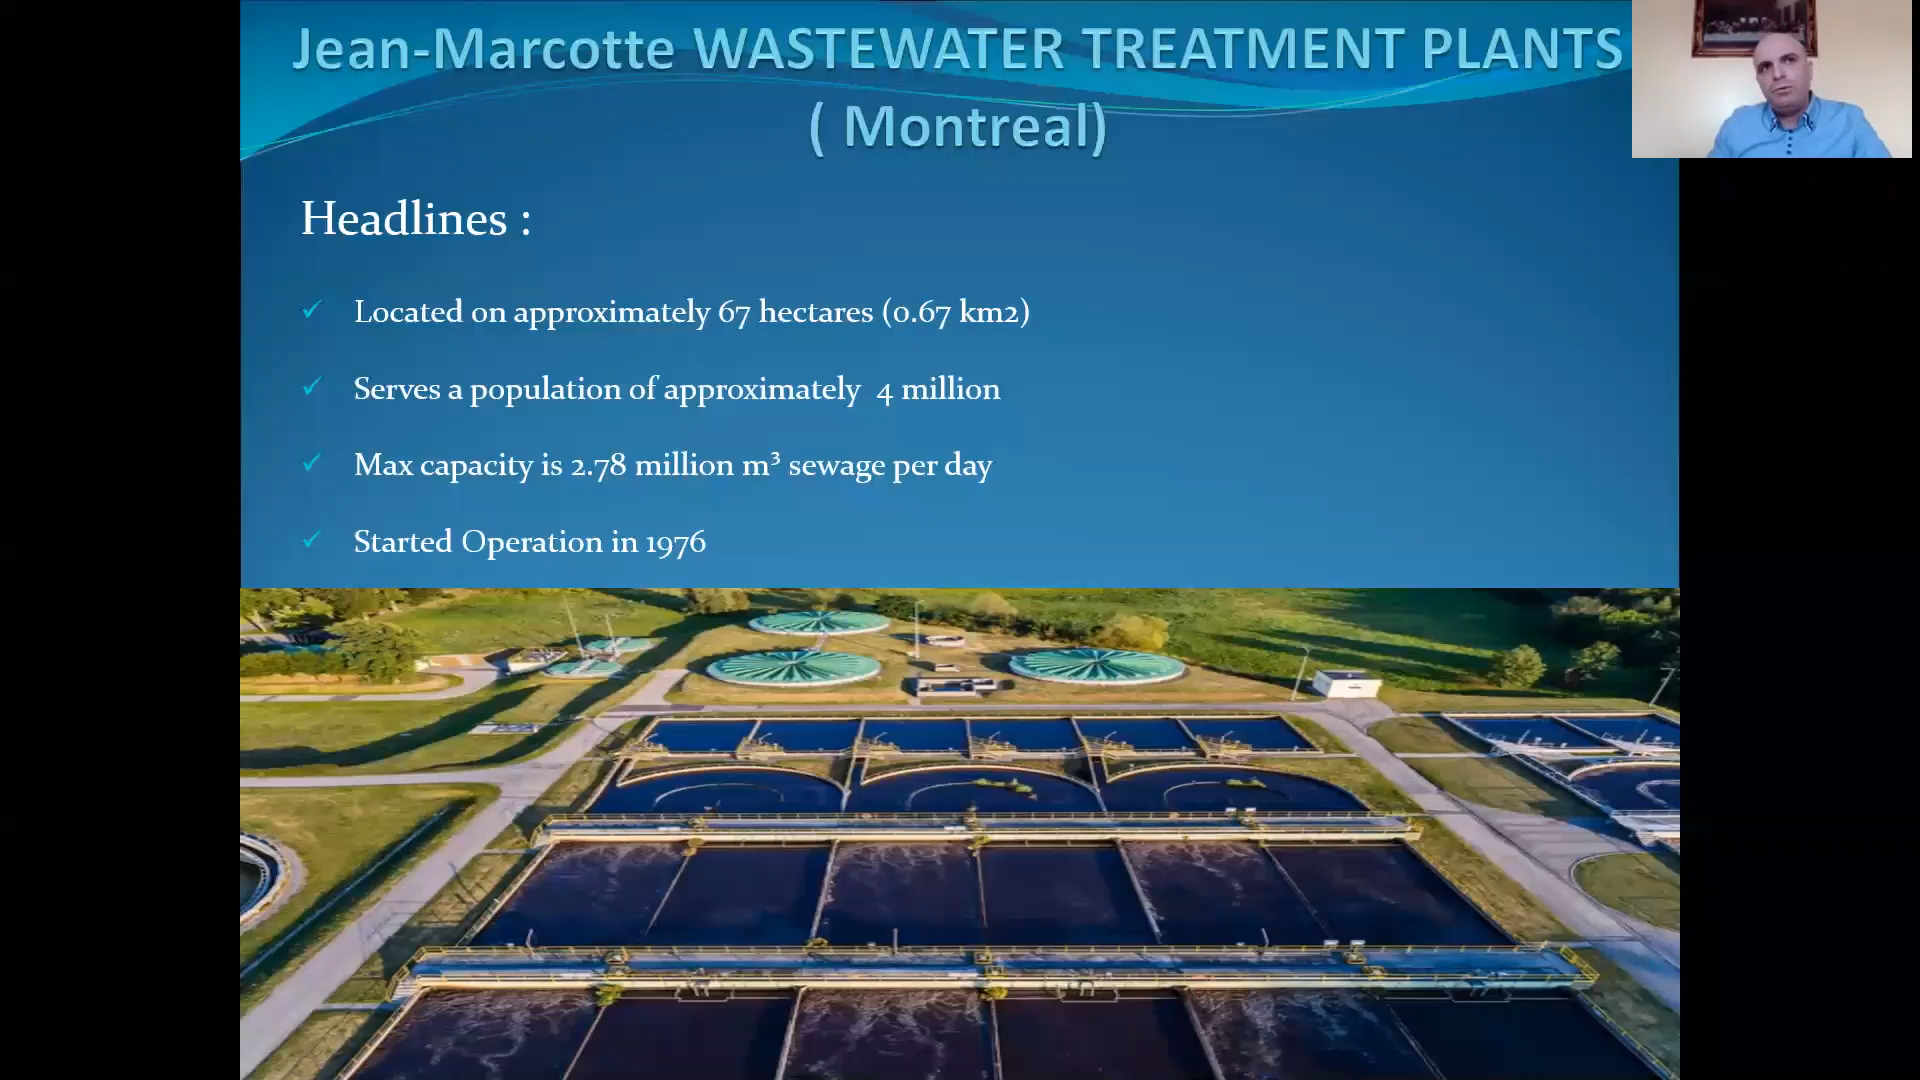 Jean-Marcotte WASTEWATER TREATMENT PLANTS
( Montreal)
Headlines :
✓ Located on approximately 67 hectares (0.67 km2)
✓ Serves a population of approximately 4 million
✓ Max capacity is 2.78 million m³ sewage per day
✓ Started Operation in 1976